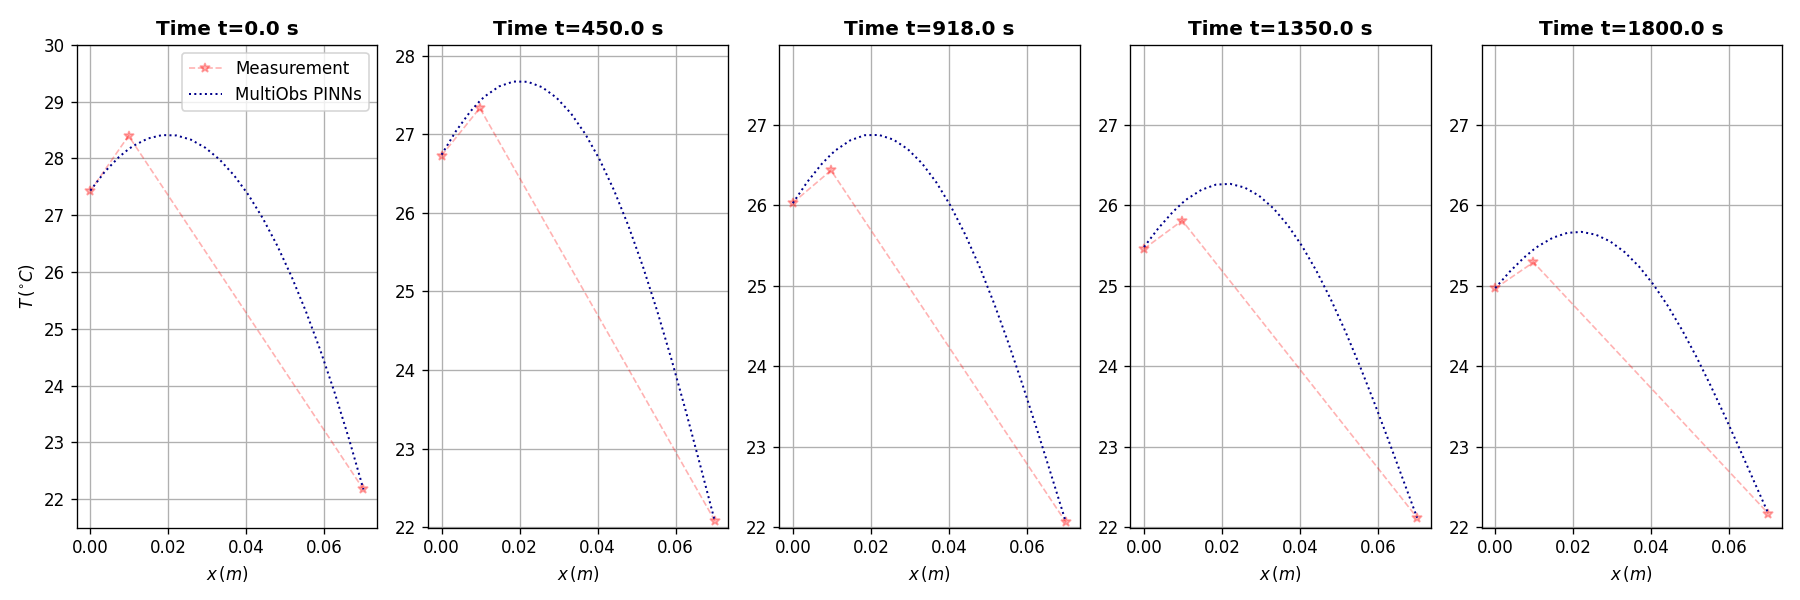 Time t=0.0 s
Time t=450.0 s
Time t=918.0 s
Time t=1350.0 s
Time t=1800.0 s
Measurement
MultiObs PINNs
T (°C)
30
29
28
27
26
25
24
23
22
0.00 0.02 0.04 0.06
x (m)
28
27
26
25
24
23
22
0.00 0.02 0.04 0.06
x (m)
27
26
25
24
23
22
0.00 0.02 0.04 0.06
x (m)
27
26
25
24
23
22
0.00 0.02 0.04 0.06
x (m)
27
26
25
24
23
22
0.00 0.02 0.04 0.06
x (m)